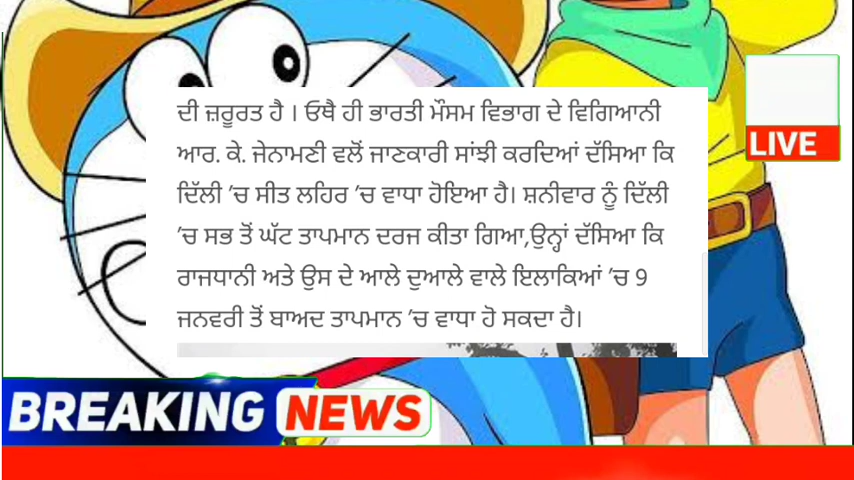 ਦੀ ਜ਼ਰੂਰਤ ਹੈ । ਓਥੈ ਹੀ ਭਾਰਤੀ ਮੌਸਮ ਵਿਭਾਗ ਦੇ ਵਿਗਿਆਨੀ
ਆਰ. ਕੇ. ਜੇਨਾਮਣੀ ਵਲੋਂ ਜਾਣਕਾਰੀ ਸਾਂਝੀ ਕਰਦਿਆਂ ਦੱਸਿਆ ਕਿ
ਦਿੱਲੀ ’ਚ ਸੀਤ ਲਹਿਰ ’ਚ ਵਾਧਾ ਹੋਇਆ ਹੈ। ਸ਼ਨੀਵਾਰ ਨੂੰ ਦਿੱਲੀ
’ਚ ਸਭ ਤੋਂ ਘੱਟ ਤਾਪਮਾਨ ਦਰਜ ਕੀਤਾ ਗਿਆ,ਉਨ੍ਹਾਂ ਦੱਸਿਆ ਕਿ
ਰਾਜਧਾਨੀ ਅਤੇ ਉਸ ਦੇ ਆਲੇ ਦੁਆਲੇ ਵਾਲੇ ਇਲਾਕਿਆਂ ’ਚ 9
ਜਨਵਰੀ ਤੋਂ ਬਾਅਦ ਤਾਪਮਾਨ ’ਚ ਵਾਧਾ ਹੋ ਸਕਦਾ ਹੈ।
LIVE
BREAKING NEWS